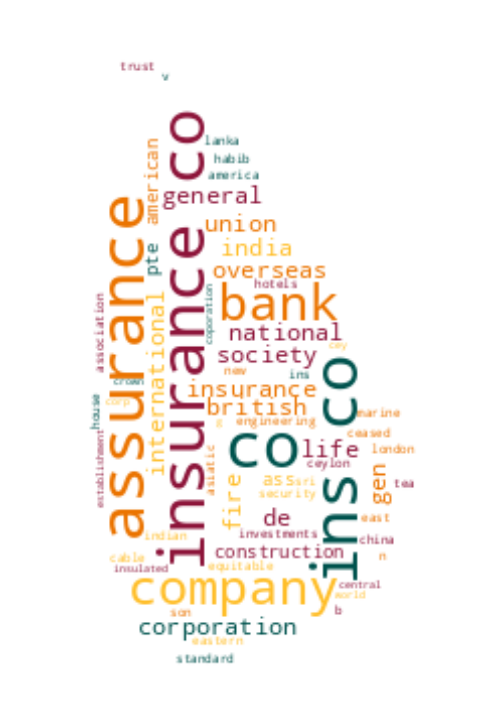 trust
v
insurance co
lanka
habib
america
american
general
assurance
union
india
pte
overseas
hotels
bank
coporation
international
association
national
cey
society
ins co
new
ins
crown
insurance
corp
house
british
marine
g
engineering
co
establishment
ceased
life
london
asiatic
ceylon
gen
fire
ass
sri
tea
security
de
east
investments
indian
china
construction
n
cable
equitable
insulated
company
central
world
son
b
corporation
eastern
standard